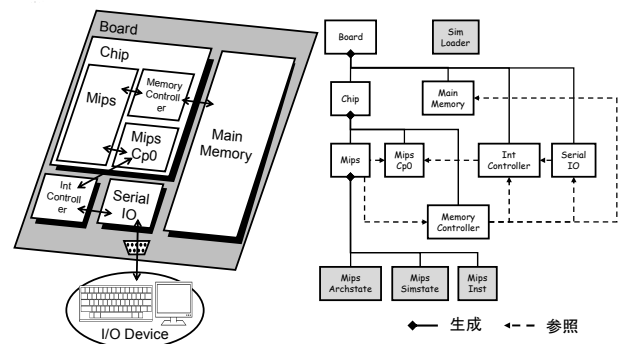 Board
Chip
Mips
Memory
Controll
er
Mips
Cp0
Main
Memory
Int
Controll
er
Serial
IO
I/O Device
Board
Sim
Loader
Chip
Main
Memory
Mips
Mips
Cp0
Int
Controller
Serial
IO
Memory
Controller
Mips
Archstate
Mips
Simstate
Mips
Inst
生成
参照